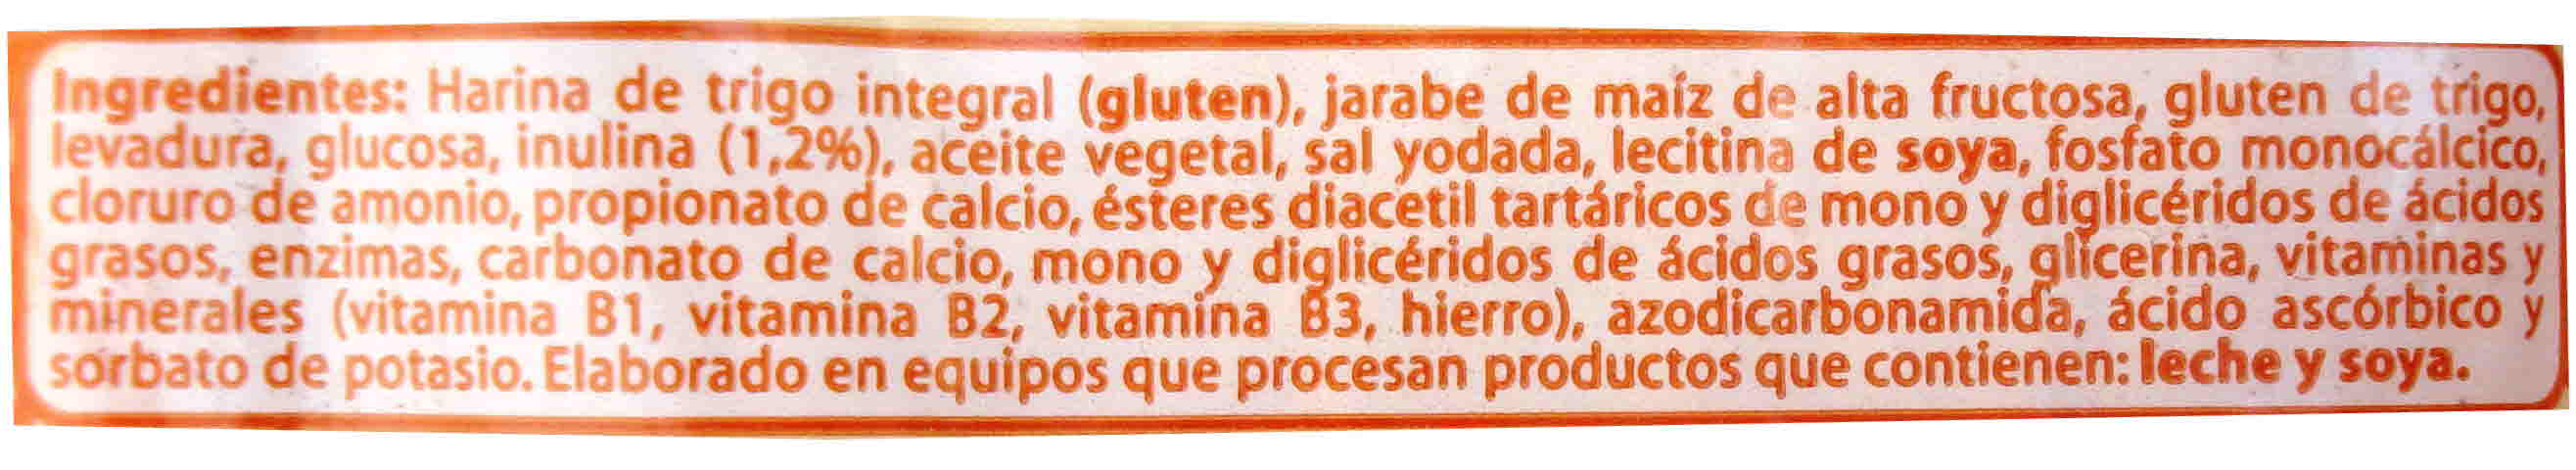 Ingredientes: Harina de trigo integral (gluten), jarabe de maíz de alta fructosa, gluten de trigo,
levadura, glucosa, inulina (1,2%), aceite vegetal, sal yodada, lecitina de soya, fosfato monocálcico,
cloruro de amonio, propionato de calcio, ésteres diacetil tartáricos de mono y diglicéridos de ácidos
grasos, enzimas, carbonato de calcio, mono y diglicéridos de ácidos grasos, glicerina, vitaminas y
minerales (vitamina B1, vitamina B2, vitamina B3, hierro), azodicarbonamida, ácido ascórbico y
sorbato de potasio. Elaborado en equipos que procesan productos que contienen: leche y soya.